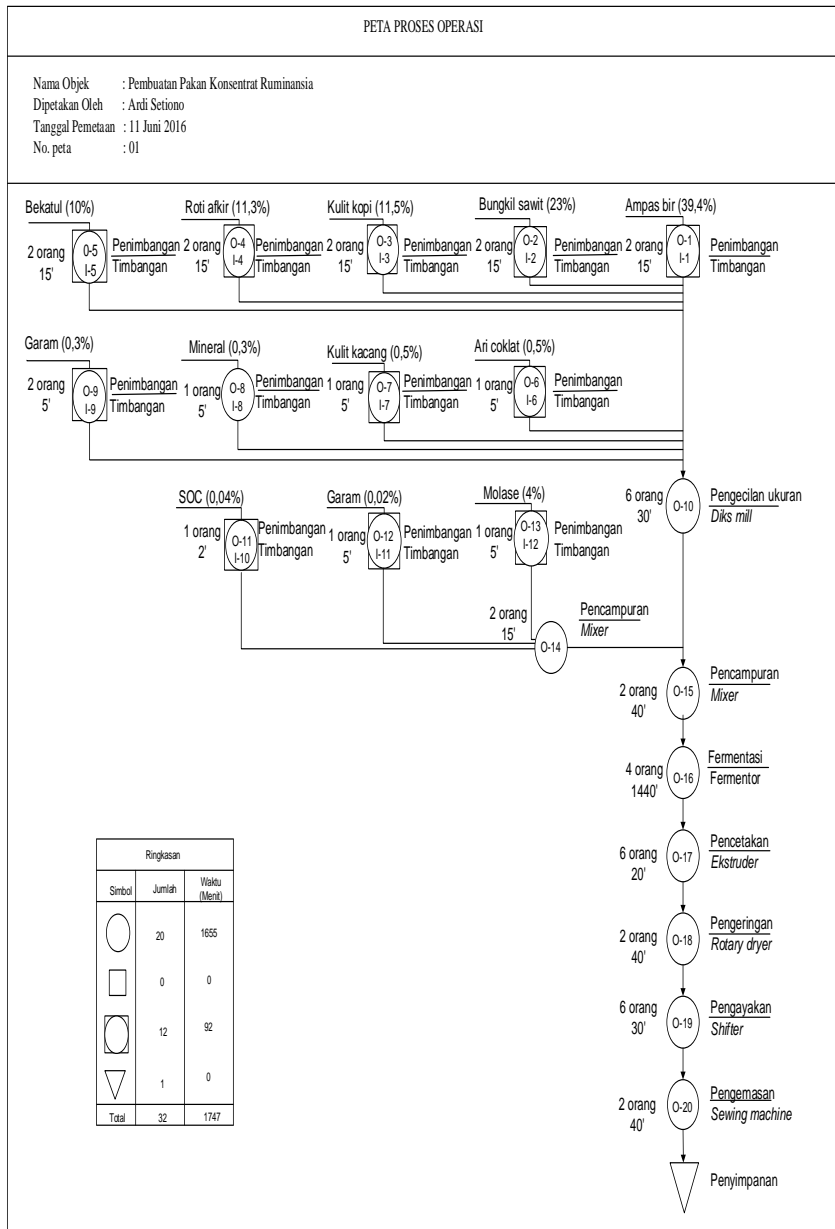 PETA PROSES OPERASI
Nama Objek : Pembuatan Pakan Konsentrat Ruminansia
Dipetakan Oleh : Ardi Setiono
Tanggal Pemetaan : 11 Juni 2016
No. peta : 01
Bekatul (10%)
2 orang
15'
0-5
I-5
Penimbangan
Timbangan
Roti afkir (11,3%)
2 orang
15'
O-4
I-4
Penimbangan
Timbangan
Kulit kopi (11,5%)
2 orang
15'
O-3
I-3
Penimbangan
Timbangan
Bungkil sawit (23%)
2 orang
15'
O-2
I-2
Penimbangan
Timbangan
Ampas bir (39,4%)
2 orang
15'
O-1
I-1
Penimbangan
Timbangan
Garam (0,3%)
2 orang
5'
O-9
I-9
Penimbangan
Timbangan
Mineral (0,3%)
1 orang
5'
O-8
I-8
Penimbangan
Timbangan
Kulit kacang (0,5%)
1 orang
5'
O-7
I-7
Penimbangan
Timbangan
Ari coklat (0,5%)
1 orang
5'
O-6
I-6
Penimbangan
Timbangan
6 orang
30'
O-10
Pengecilan ukuran
Diks mill
SOC (0,04%)
1 orang
2'
O-11
I-10
Penimbangan
Timbangan
Garam (0,02%)
1 orang
5'
O-12
I-11
Penimbangan
Timbangan
Molase (4%)
1 orang
5'
O-13
I-12
Penimbangan
Timbangan
2 orang
15'
O-14
Pencampuran
Mixer
2 orang
40'
O-15
Pencampuran
Mixer
4 orang
1440'
O-16
Fermentasi
Fermentor
6 orang
20'
O-17
Pencetakan
Ekstruder
2 orang
40'
O-18
Pengeringan
Rotary dryer
6 orang
30'
O-19
Pengayakan
Shifter
2 orang
40'
O-20
Pengemasan
Sewing machine
Penyimpanan
Ringkasan
Simbol Jumlah Waktu (Menit)
20 1655
0 0
12 92
1 0
Total 32 1747